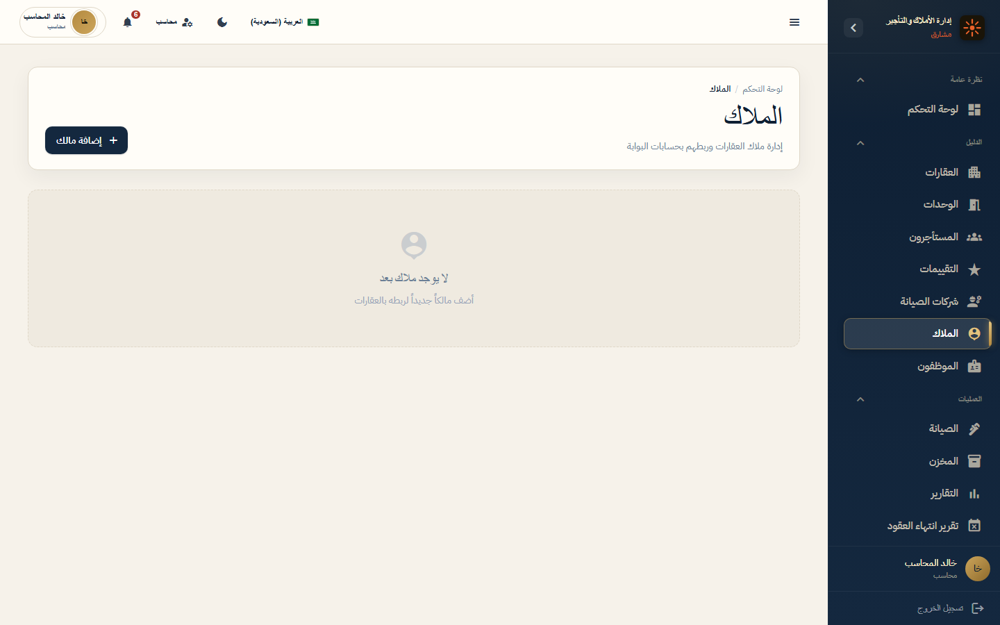 إدارة الأملاك والتأجير
مشارق
نظرة عامة
لوحة التحكم
الدليل
العقارات
الوحدات
المستأجرون
التقييمات
شركات الصيانة
الملاك
الموظفون
العمليات
الصيانة
المخزن
التقارير
تقرير انتهاء العقود
خا
خالد المحاسب
محاسب
تسجيل الخروج
العربية (السعودية)
محاسب
6
خا
خالد المحاسب
محاسب
لوحة التحكم / الملاك
الملاك
إدارة ملاك العقارات وربطهم بحسابات البوابة
إضافة مالك
لا يوجد ملاك بعد
أضف مالكاً جديداً لربطه بالعقارات